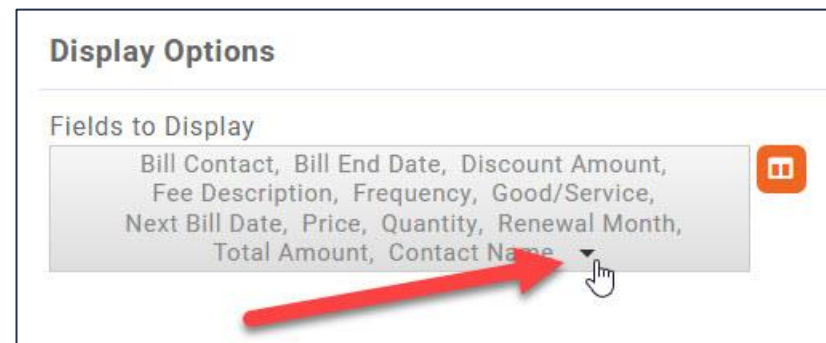 Display Options
Fields to Display
Bill Contact, Bill End Date, Discount Amount,
Fee Description, Frequency, Good/Service,
Next Bill Date, Price, Quantity, Renewal Month,
Total Amount, Contact Name